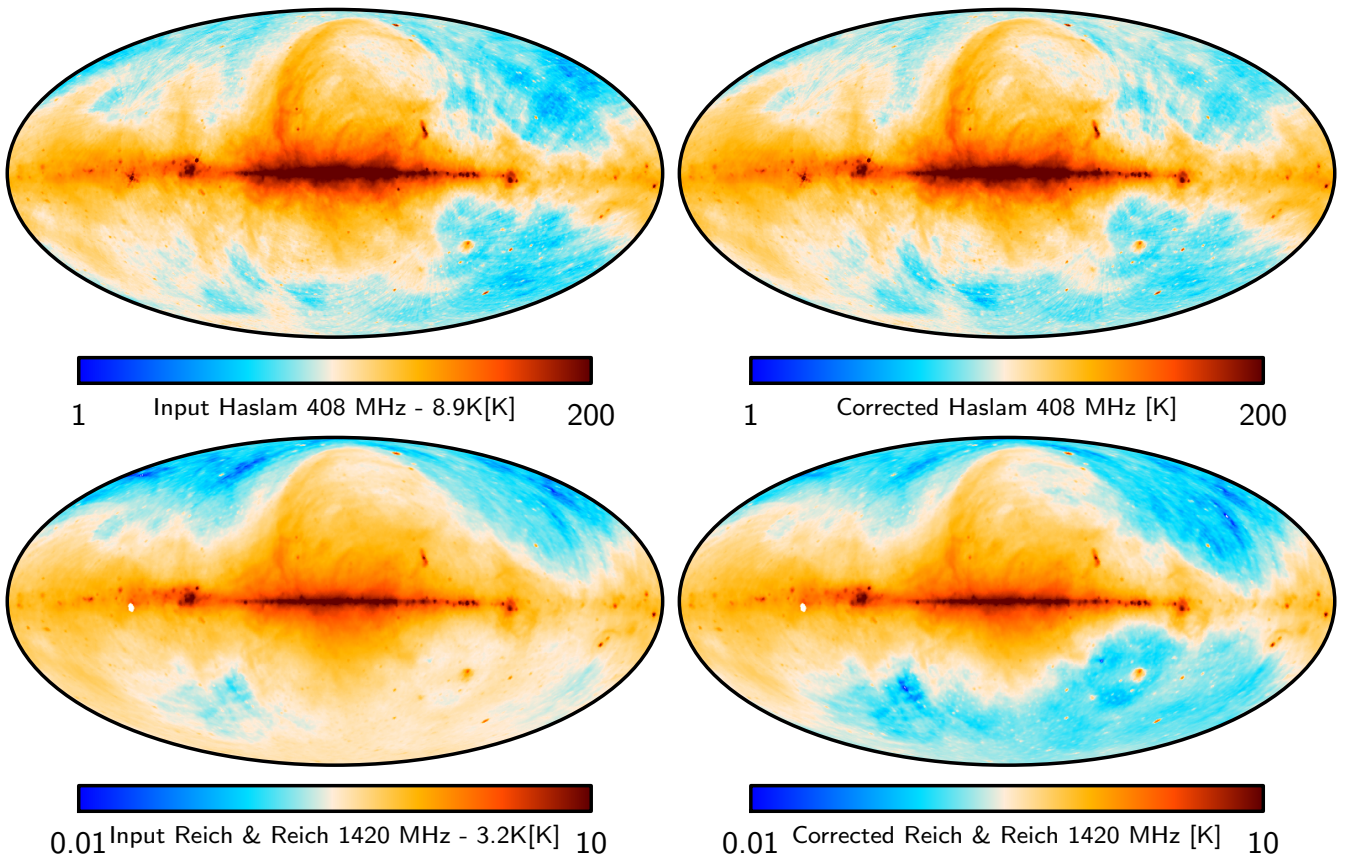 1 Input Haslam 408 MHz - 8.9K[K] 200
1 Corrected Haslam 408 MHz [K] 200
0.01 Input Reich & Reich 1420 MHz - 3.2K[K] 10
0.01 Corrected Reich & Reich 1420 MHz [K] 10